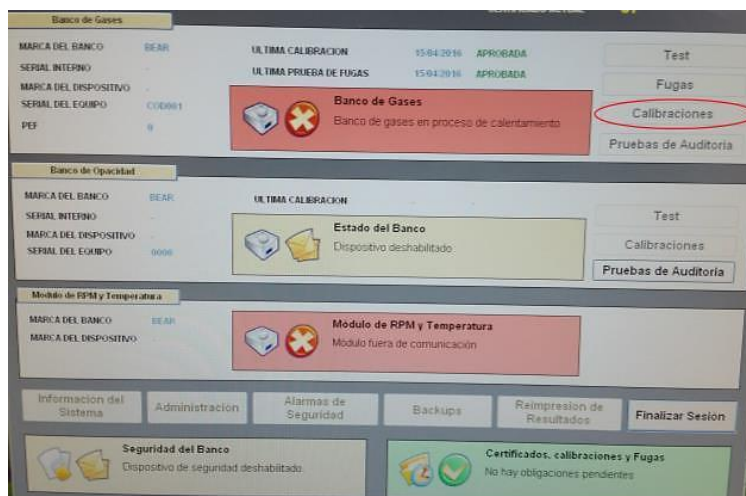 Banco de Gases
MARCA DEL BANCO BEAR
SERIAL INTERNO -
MARCA DEL DISPOSITIVO -
SERIAL DEL EQUIPO COD001
PEF 0
ULTIMA CALIBRACION 15/04/2016 APROBADA
ULTIMA PRUEBA DE FUGAS 15/04/2016 APROBADA
Banco de Gases
Banco de gases en proceso de calentamiento
Test
Fugas
Calibraciones
Pruebas de Auditoria
Banco de Opacidad
MARCA DEL BANCO BEAR
SERIAL INTERNO -
MARCA DEL DISPOSITIVO -
SERIAL DEL EQUIPO 0000
ULTIMA CALIBRACION - -
Estado del Banco
Dispositivo deshabilitado
Test
Calibraciones
Pruebas de Auditoria
Modulo de RPM y Temperatura
MARCA DEL BANCO BEAR
MARCA DEL DISPOSITIVO -
Módulo de RPM y Temperatura
Módulo fuera de comunicación
Información del
Sistema
Administración
Alarmas de
Seguridad
Backups
Reimpresion de
Resultados
Finalizar Sesión
Seguridad del Banco
Dispositivo de seguridad deshabilitado
Certificados, calibraciones y Fugas
No hay obligaciones pendientes